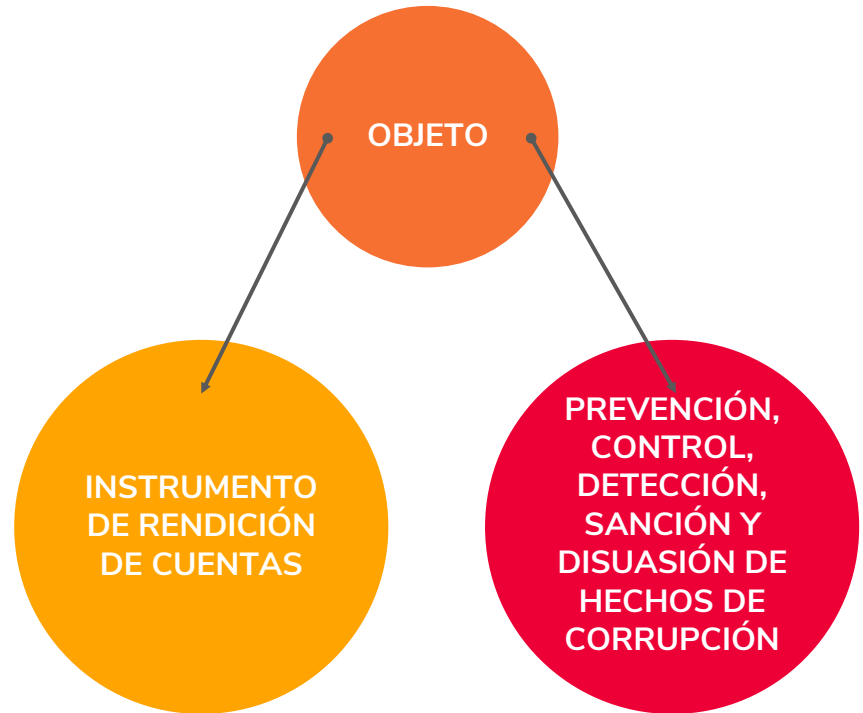 OBJETO
INSTRUMENTO
DE RENDICIÓN
DE CUENTAS
PREVENCIÓN,
CONTROL,
DETECCIÓN,
SANCIÓN Y
DISUASIÓN DE
HECHOS DE
CORRUPCIÓN